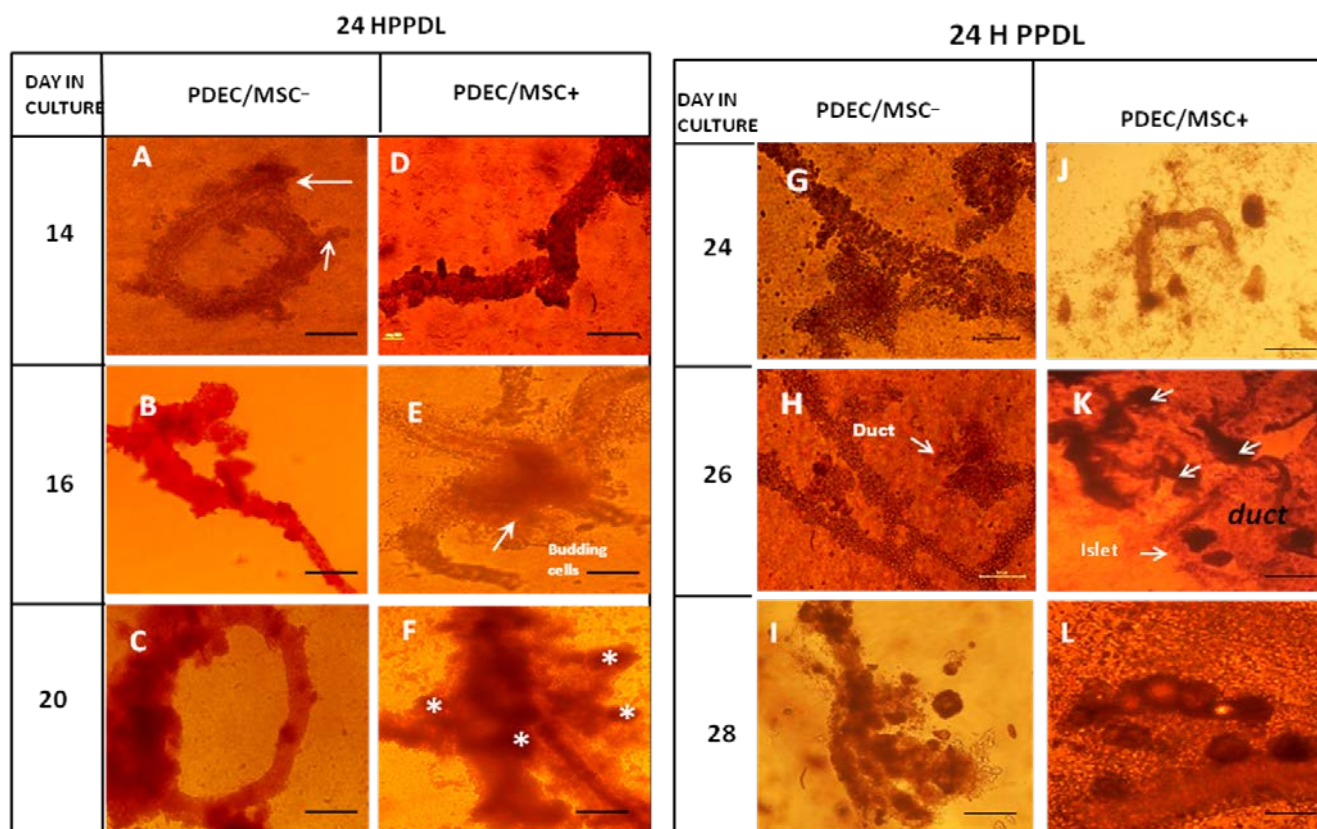 24 HPPDL
DAY IN
CULTURE
PDEC/MSC–
PDEC/MSC+
14
A
D
16
B
E
Budding
cells
20
C
F
*
*
*
*
24 H PPDL
DAY IN
CULTURE
PDEC/MSC–
PDEC/MSC+
24
G
J
26
H
Duct
K
duct
Islet
28
I
L